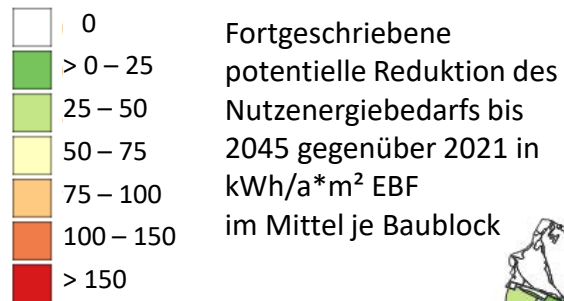 0
> 0 – 25
25 – 50
50 – 75
75 – 100
100 – 150
> 150
Fortgeschriebene
potentielle Reduktion des
Nutzenergiebedarfs bis
2045 gegenüber 2021 in
kWh/a*m² EBF
im Mittel je Baublock